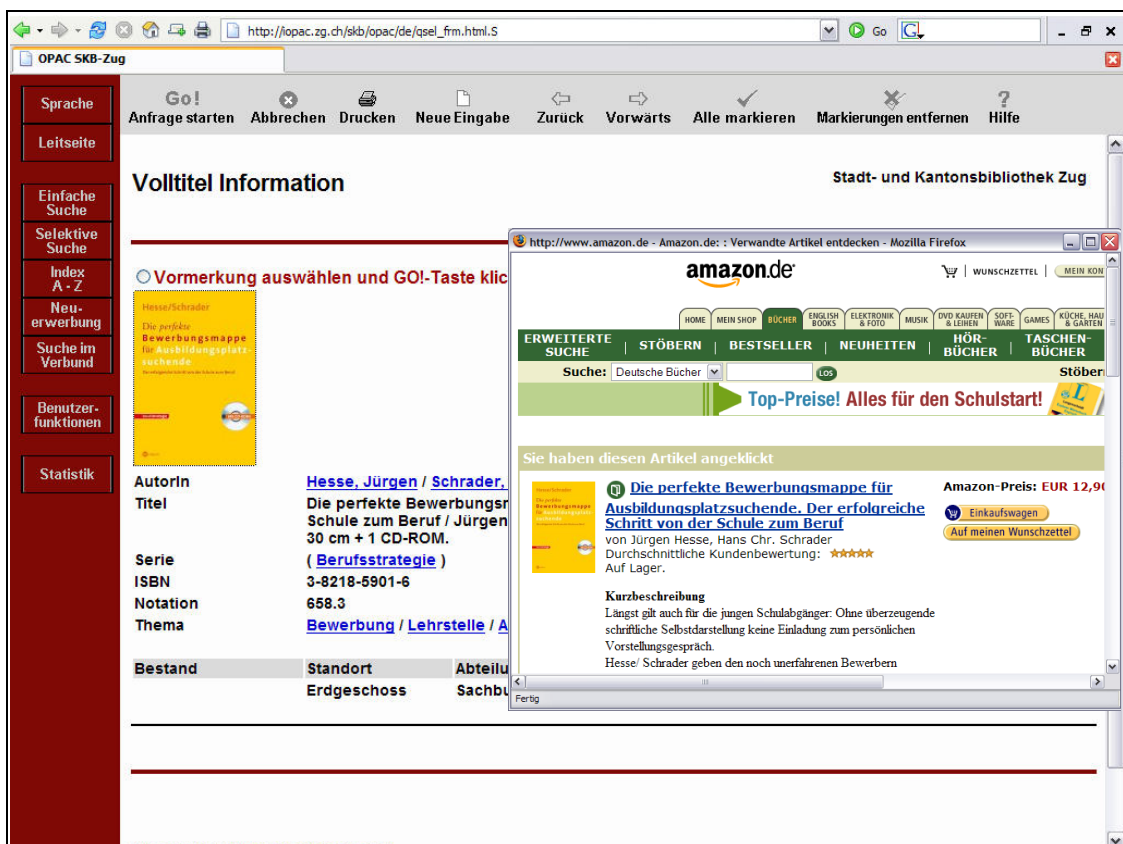 http://iopac.zg.ch/skb/opac/de/qsel_frm.html.S
Go
OPAC SKB-Zug
Go!
Anfrage starten Abbrechen Drucken Neue Eingabe Zurück Vorwärts Alle markieren Markierungen entfernen Hilfe
Sprache
Leitseite
Einfache
Suche
Selektive
Suche
Index
A - Z
Neu-
erwerbung
Suche im
Verbund
Benutzer-
funktionen
Statistik
Volltitel Information
Stadt- und Kantonsbibliothek Zug
Vormerkung auswählen und GO!-Taste klic
Hesse/Schrader
Die perfekte
Bewerbungsmappe
für Ausbildungsplatz-
suchende
AutorIn Hesse, Jürgen / Schrader,
Titel Die perfekte Bewerbungsr
Schule zum Beruf / Jürgen
30 cm + 1 CD-ROM.
Serie ( Berufsstrategie )
ISBN 3-8218-5901-6
Notation 658.3
Thema Bewerbung / Lehrstelle / A
Bestand Standort Abteilu
Erdgeschoss Sachbu
http://www.amazon.de - Amazon.de: : Verwandte Artikel entdecken - Mozilla Firefox
amazon.de
WUNSCHZETTEL | MEIN KON
HOME MEIN SHOP BÜCHER ENGLISH BOOKS ELEKTRONIK & FOTO MUSIK DVD KAUFEN & LEIHEN SOFT-WARE GAMES KÜCHE, HAU & GARTEN
ERWEITERTE SUCHE | STÖBERN | BESTSELLER | NEUHEITEN | HÖR-BÜCHER | TASCHEN-BÜCHER
Suche: Deutsche Bücher LOS Stöber
Top-Preise! Alles für den Schulstart!
Sie haben diesen Artikel angeklickt
Die perfekte Bewerbungsmappe für
Ausbildungsplatzsuchende. Der erfolgreiche
Schritt von der Schule zum Beruf
von Jürgen Hesse, Hans Chr. Schrader
Durchschnittliche Kundenbewertung:
Auf Lager.
Amazon-Preis: EUR 12,90
Einkaufswagen
Auf meinen Wunschzettel
Kurzbeschreibung
Längst gilt auch für die jungen Schulabgänger: Ohne überzeugende
schriftliche Selbstdarstellung keine Einladung zum persönlichen
Vorstellungsgespräch.
Hesse/ Schrader geben den noch unerfahrenen Bewerbern
Fertig